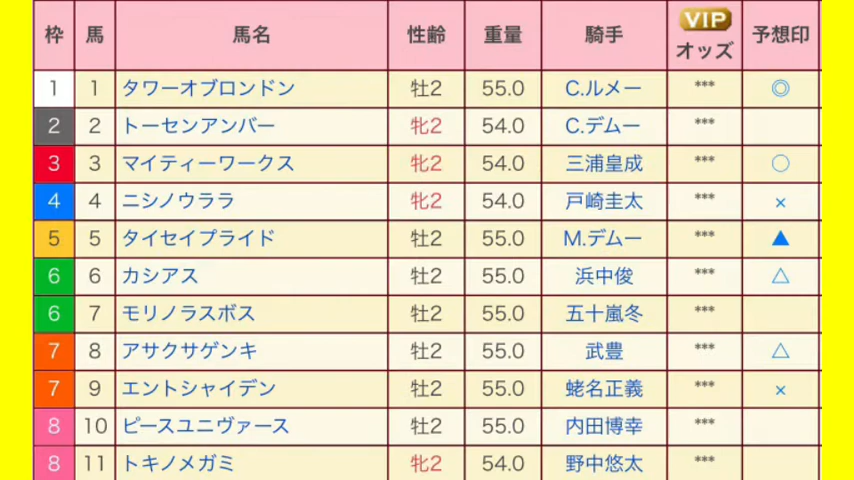 枠 馬 馬名 性齢 重量 騎手 VIP オッズ 予想印
1 1 タワーオブロンドン 牡2 55.0 C.ルメー *** ◎
2 2 トーセンアンバー 牝2 54.0 C.デムー ***
3 3 マイティーワークス 牝2 54.0 三浦皇成 *** ○
4 4 ニシノウララ 牝2 54.0 戸崎圭太 *** ×
5 5 タイセイプライド 牡2 55.0 M.デムー *** ▲
6 6 カシアス 牡2 55.0 浜中俊 *** △
6 7 モリノラスボス 牡2 55.0 五十嵐冬 ***
7 8 アサクサゲンキ 牡2 55.0 武豊 *** △
7 9 エントシャイデン 牡2 55.0 蛯名正義 *** ×
8 10 ピースユニヴァース 牡2 55.0 内田博幸 ***
8 11 トキノメガミ 牝2 54.0 野中悠太 ***